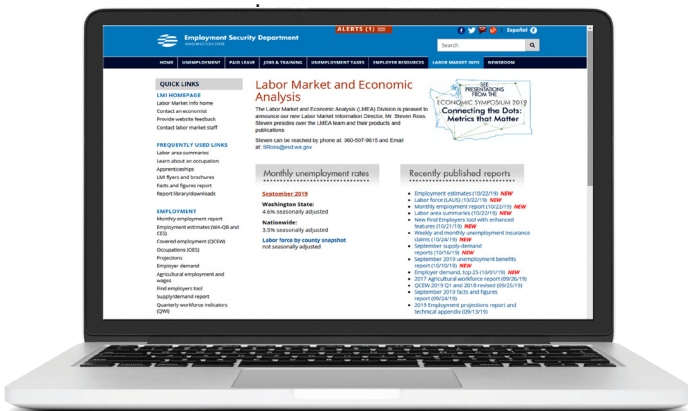 ALERTS (1)
Employment Security Department
WASHINGTON STATE
Español
Search
HOME UNEMPLOYMENT PAID LEAVE JOBS & TRAINING UNEMPLOYMENT TAXES EMPLOYER RESOURCES LABOR MARKET INFO NEWSROOM
QUICK LINKS
LMI HOMEPAGE
Labor Market Info home
Contact an economist
Provide website feedback
Contact labor market staff
FREQUENTLY USED LINKS
Labor area summaries
Learn about an occupation
Apprenticeships
LMI flyers and brochures
Facts and figures report
Report library/downloads
EMPLOYMENT
Monthly employment report
Employment estimates (WA-QB and
CES)
Covered employment (QCEW)
Occupations (OES)
Projections
Employer demand
Agricultural employment and
wages
Find employers tool
Supply/demand report
Quarterly workforce indicators
(QWI)
Labor Market and Economic
Analysis
The Labor Market and Economic Analysis (LMEA) Division is pleased to
announce our new Labor Market Information Director, Mr. Steven Ross.
Steven presides over the LMEA team and their products and
publications
Steven can be reached by phone at: 360-507-9615 and Email
at: SRoss@esd.wa.gov
SEE
PRESENTATIONS
FROM THE
ECONOMIC SYMPOSIUM 2019
Connecting the Dots:
Metrics that Matter
Monthly unemployment rates
September 2019
Washington State:
4.6% seasonally adjusted
Nationwide:
3.5% seasonally adjusted
Labor force by county snapshot
not seasonally adjusted
Recently published reports
Employment estimates (10/22/19) NEW
Labor force (LAUS) (10/22/19) NEW
Monthly employment report (10/22/19) NEW
Labor area summaries (10/22/19) NEW
New Find Employers tool with enhanced
features (10/21/19) NEW
Weekly and monthly unemployment insurance
claims (10/24/19) NEW
September supply-demand
reports (10/16/19) NEW
September 2019 unemployment benefits
report (10/10/19) NEW
Employer demand, top 25 (10/01/19) NEW
2017 Agricultural workforce report (09/26/19)
QCEW 2019 Q1 and 2018 revised (09/25/19)
September 2019 facts and figures
report (09/24/19)
2019 Employment projections report and
technical appendix (09/13/19)